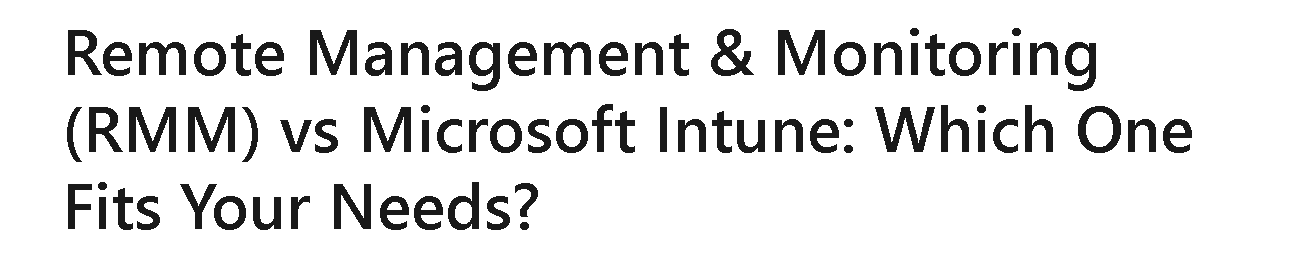 Remote Management & Monitoring
(RMM) vs Microsoft Intune: Which One
Fits Your Needs?